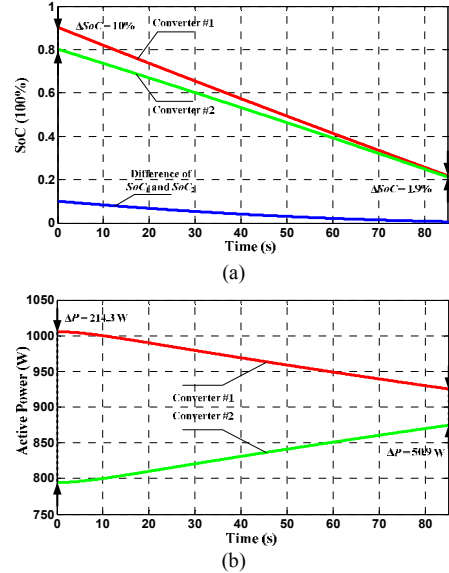 1
ΔSoC = 10%
Converter #1
0.8
Converter #2
0.6
SoC (100%)
0.4
Difference of
SoC1 and SoC2
ΔSoC = 1.9%
0.2
0
0 10 20 30 40 50 60 70 80
Time (s)
(a)
1050
ΔP = 214.3 W
1000
950
Active Power (W)
Converter #1
900
Converter #2
850
ΔP = 50.9 W
800
750
0 10 20 30 40 50 60 70 80
Time (s)
(b)